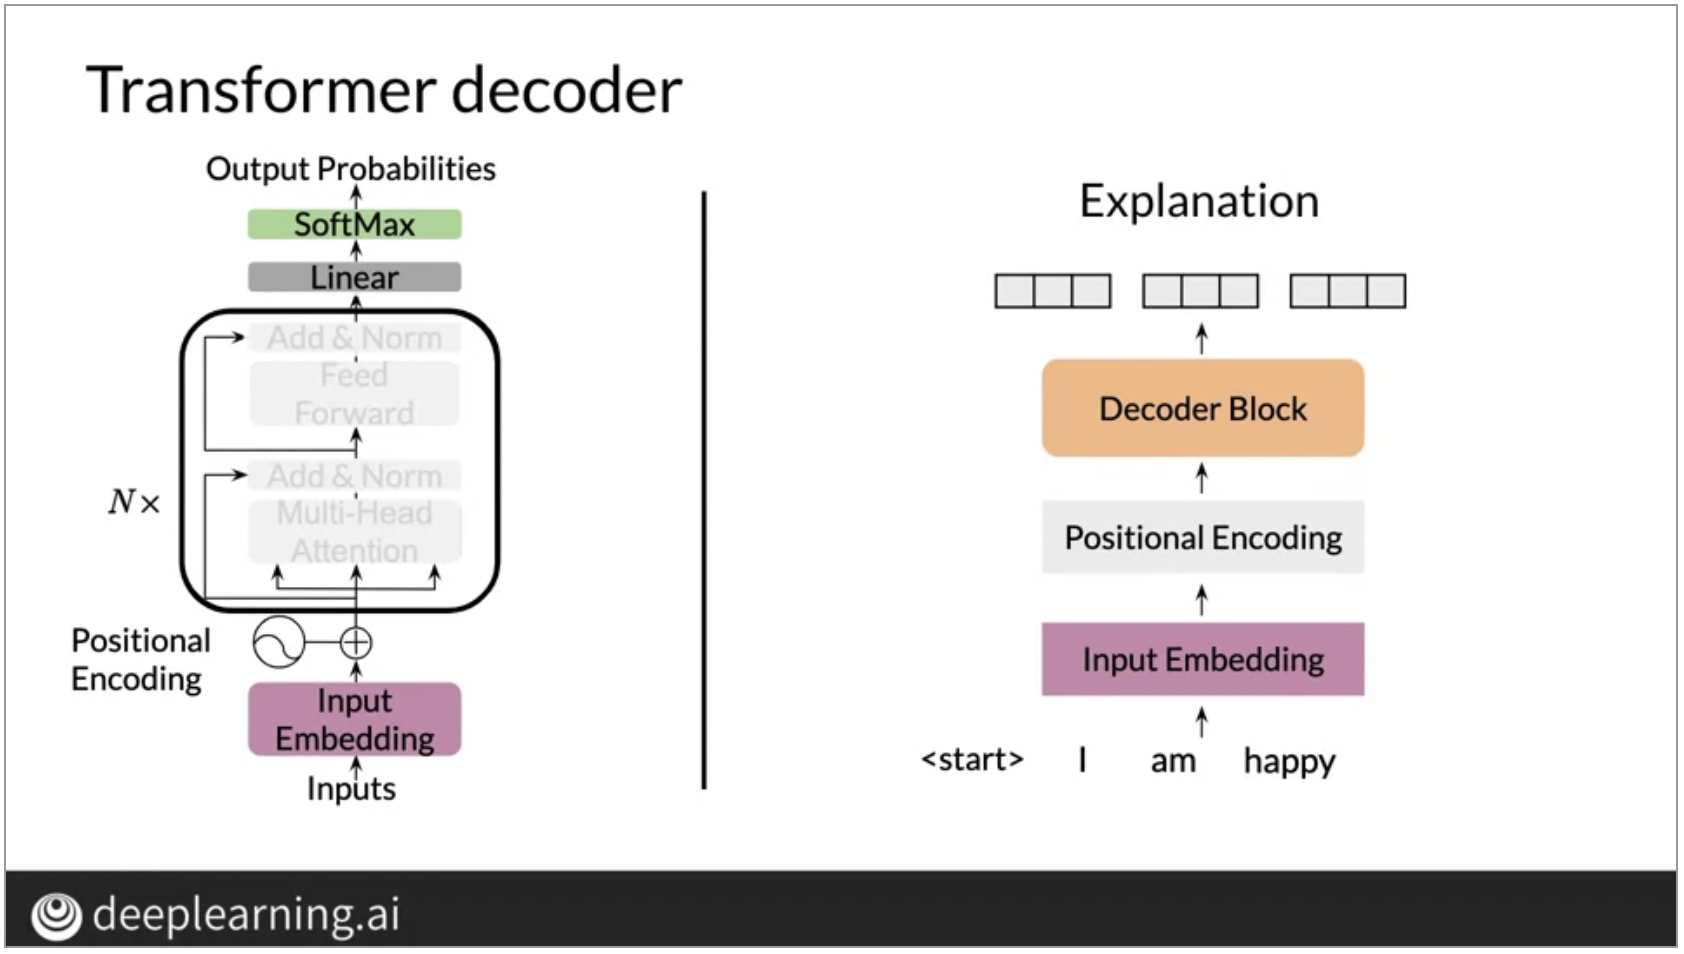 Transformer decoder
Output Probabilities
SoftMax
Linear
Add & Norm
Feed
Forward
Add & Norm
Multi-Head
Attention
N×
Positional
Encoding
Input
Embedding
Inputs
Explanation
Decoder Block
Positional Encoding
Input Embedding
<start> I am happy
deeplearning.ai